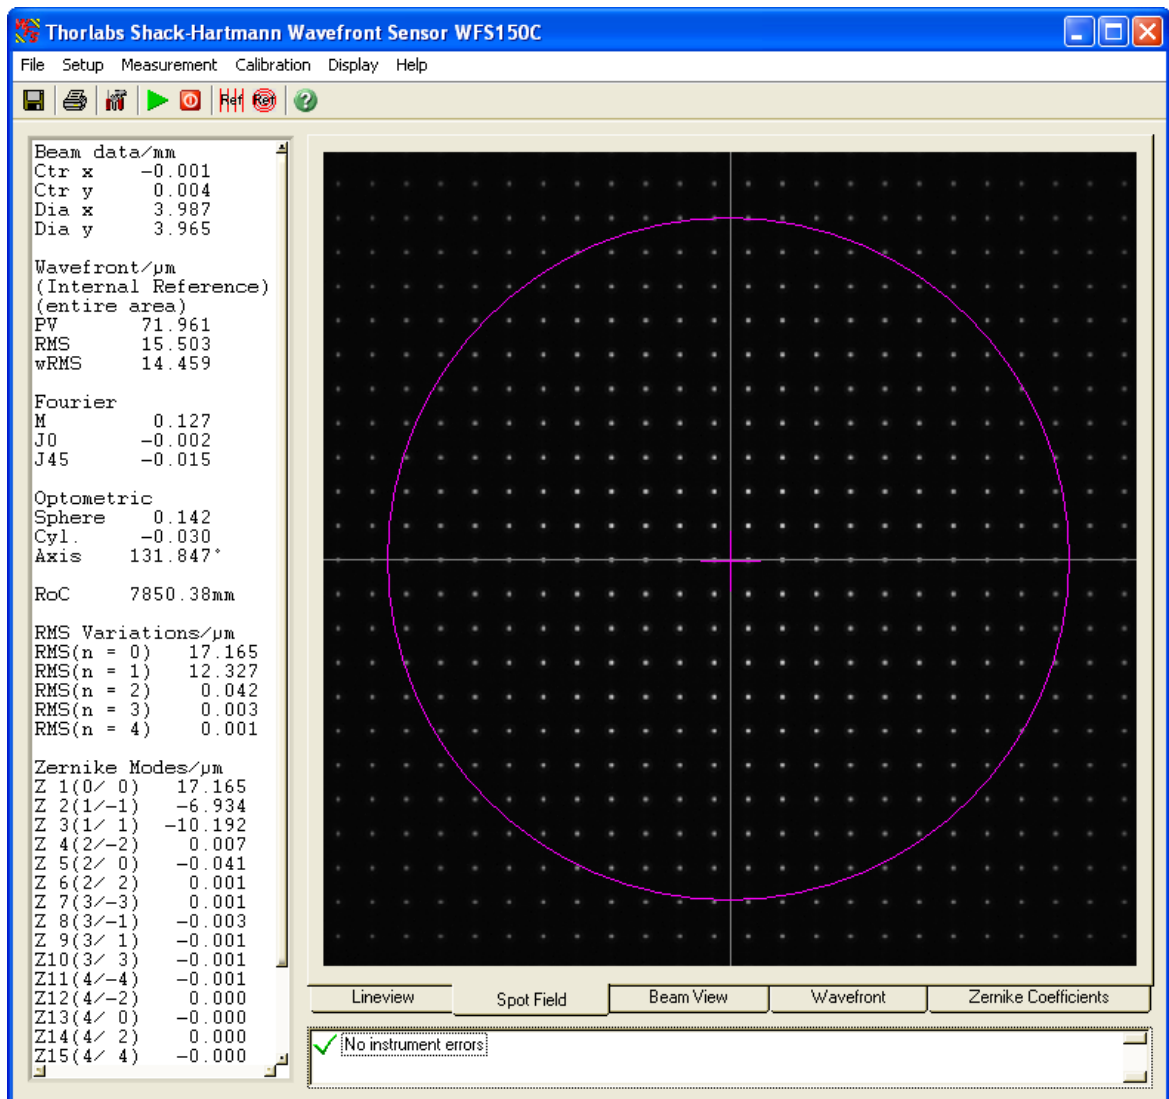 Thorlabs Shack-Hartmann Wavefront Sensor WFS150C
File Setup Measurement Calibration Display Help
Ref Ref
Beam data/mm
Ctr x -0.001
Ctr y 0.004
Dia x 3.987
Dia y 3.965
Wavefront/µm
(Internal Reference)
(entire area)
PV 71.961
RMS 15.503
wRMS 14.459
Fourier
M 0.127
J0 -0.002
J45 -0.015
Optometric
Sphere 0.142
Cyl. -0.030
Axis 131.847°
RoC 7850.38mm
RMS Variations/µm
RMS(n = 0) 17.165
RMS(n = 1) 12.327
RMS(n = 2) 0.042
RMS(n = 3) 0.003
RMS(n = 4) 0.001
Zernike Modes/µm
Z 1(0/ 0) 17.165
Z 2(1/-1) -6.934
Z 3(1/ 1) -10.192
Z 4(2/-2) 0.007
Z 5(2/ 0) -0.041
Z 6(2/ 2) 0.001
Z 7(3/-3) 0.001
Z 8(3/-1) -0.003
Z 9(3/ 1) -0.001
Z10(3/ 3) -0.001
Z11(4/-4) -0.001
Z12(4/-2) 0.000
Z13(4/ 0) -0.000
Z14(4/ 2) 0.000
Z15(4/ 4) -0.000
Lineview Spot Field Beam View Wavefront Zernike Coefficients
No instrument errors